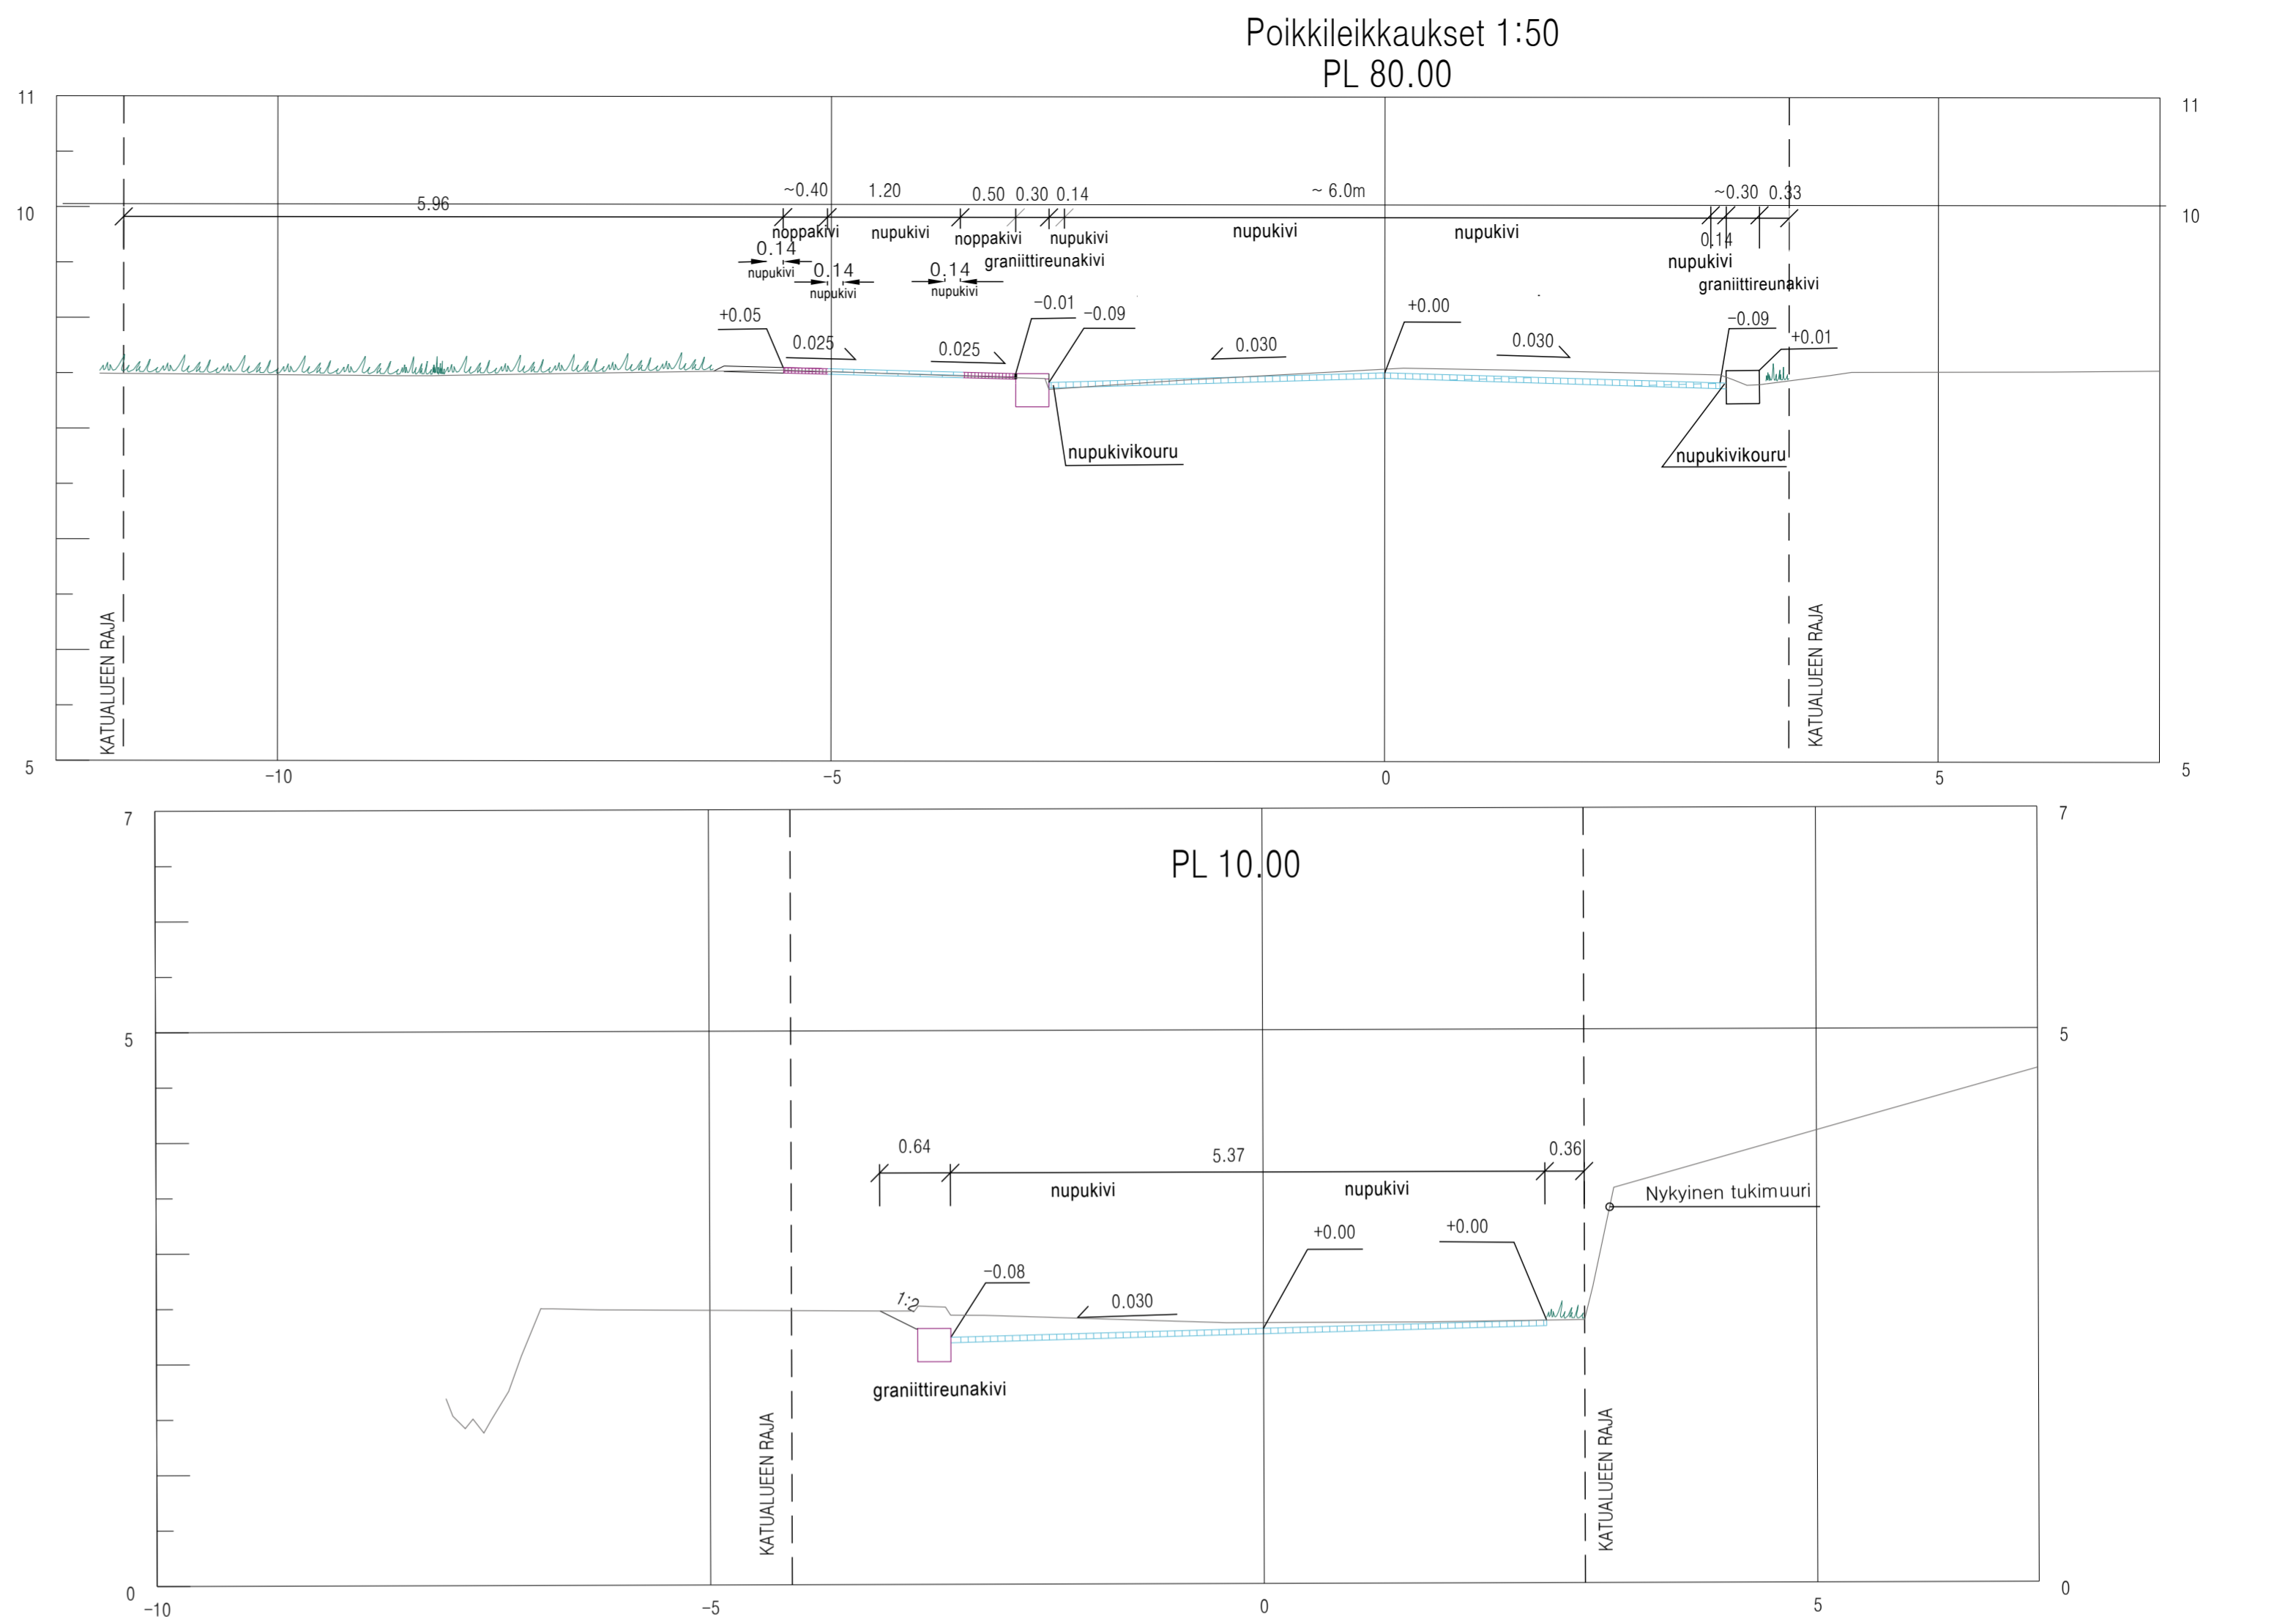 Poikkileikkaukset 1:50
PL 80.00
11
11
~0.40 1.20 0.50 0.30 0.14 ~ 6.0m ~0.30 0.33
5.96
10
10
noppakivi nupukivi noppakivi nupukivi nupukivi nupukivi 0.14
0.14 graniittireunakivi nupukivi
nupukivi 0.14 0.14
nupukivi nupukivi graniittireunakivi
+0.05 -0.01 -0.09 +0.00 -0.09
0.025 0.025 0.030 0.030 +0.01
nupukivikouru nupukivikouru
KATUALUEEN RAJA
KATUALUEEN RAJA
5
5
-10 -5 0 5
7
7
PL 10.00
5
5
0.64 5.37 0.36
nupukivi nupukivi
Nykyinen tukimuuri
+0.00 +0.00
-0.08
1:2 0.030
graniittireunakivi
KATUALUEEN RAJA
KATUALUEEN RAJA
0
0
-10 -5 0 5